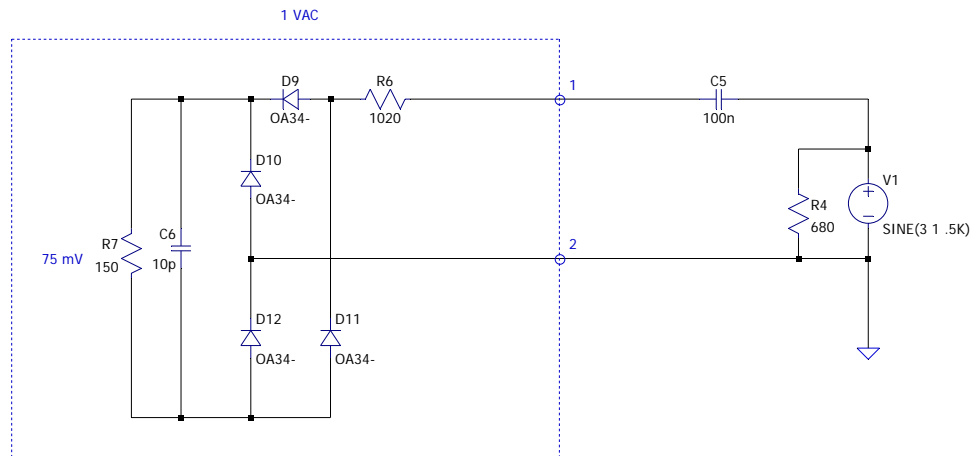 1 VAC
D9
OA34-
R6
1020
1
C5
100n
D10
OA34-
V1
SINE(3 1 .5K)
R4
680
R7
150
C6
10p
75 mV
2
D12
OA34-
D11
OA34-